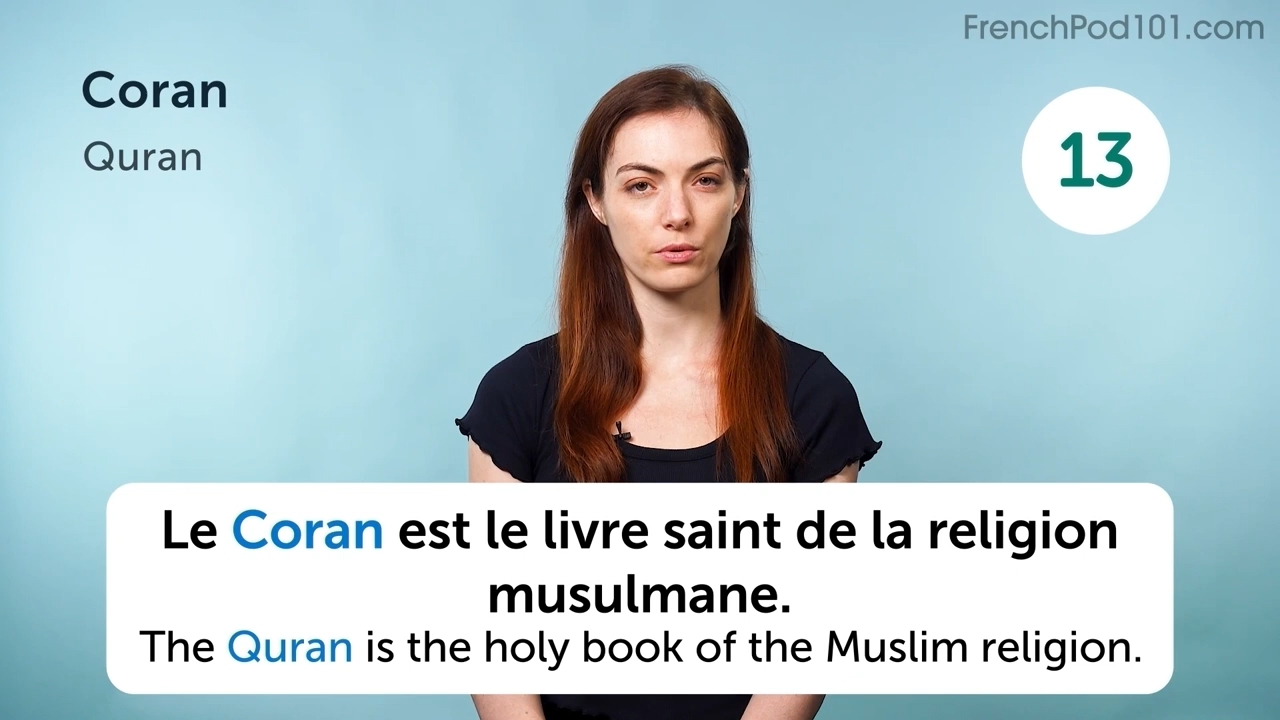 FrenchPod101.com
Coran
Quran
13
Le Coran est le livre saint de la religion
musulmane.
The Quran is the holy book of the Muslim religion.